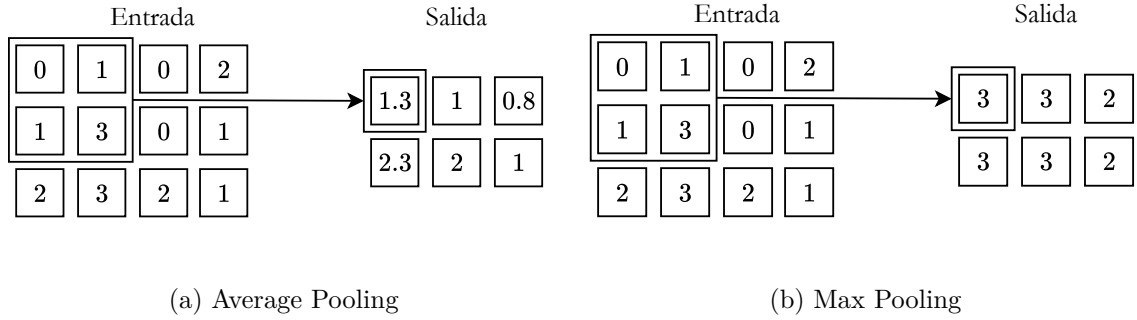 Entrada Salida
0 1 0 2
1 3 0 1
2 3 2 1
1.3 1 0.8
2.3 2 1
(a) Average Pooling
Entrada Salida
0 1 0 2
1 3 0 1
2 3 2 1
3 3 2
3 3 2
(b) Max Pooling